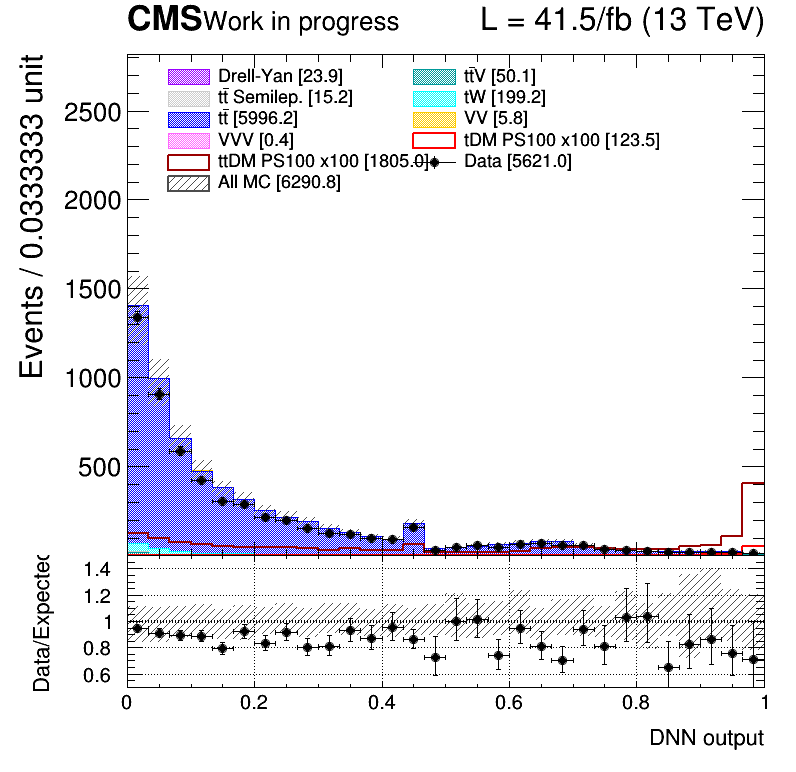 CMS Work in progress L = 41.5/fb (13 TeV)
Events / 0.0333333 unit
2500
2000
1500
1000
500
Drell-Yan [23.9]
tt̄V [50.1]
tt̄ Semilep. [15.2]
tW [199.2]
tt̄ [5996.2]
VV [5.8]
VVV [0.4]
tDM PS100 x100 [123.5]
ttDM PS100 x100 [1805.0]
Data [5621.0]
All MC [6290.8]
Data/Expected
1.4
1.2
1
0.8
0.6
0 0.2 0.4 0.6 0.8 1
DNN output